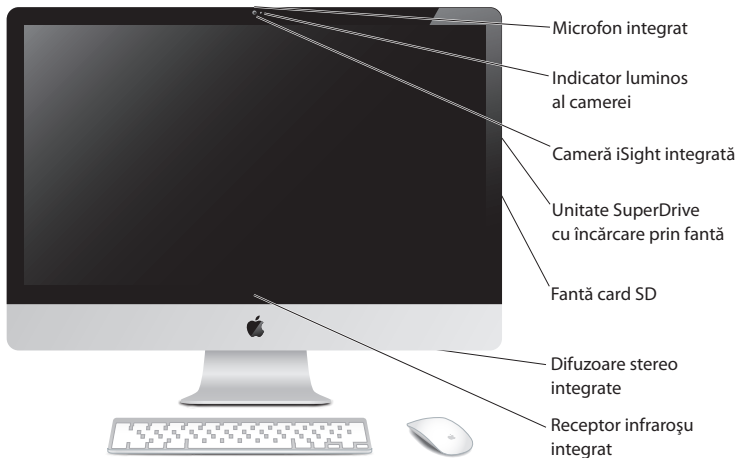 Microfon integrat
Indicator luminos
al camerei
Cameră iSight integrată
Unitate SuperDrive
cu încărcare prin fantă
Fantă card SD
Difuzoare stereo
integrate
Receptor infraroşu
integrat